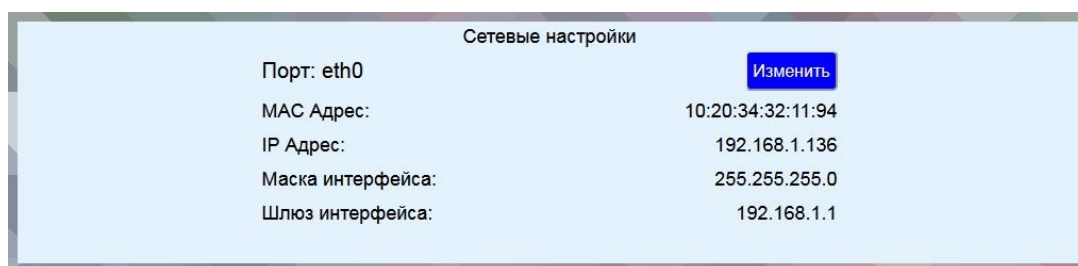 Сетевые настройки
Порт: eth0 Изменить
MAC Адрес: 10:20:34:32:11:94
IP Адрес: 192.168.1.136
Маска интерфейса: 255.255.255.0
Шлюз интерфейса: 192.168.1.1